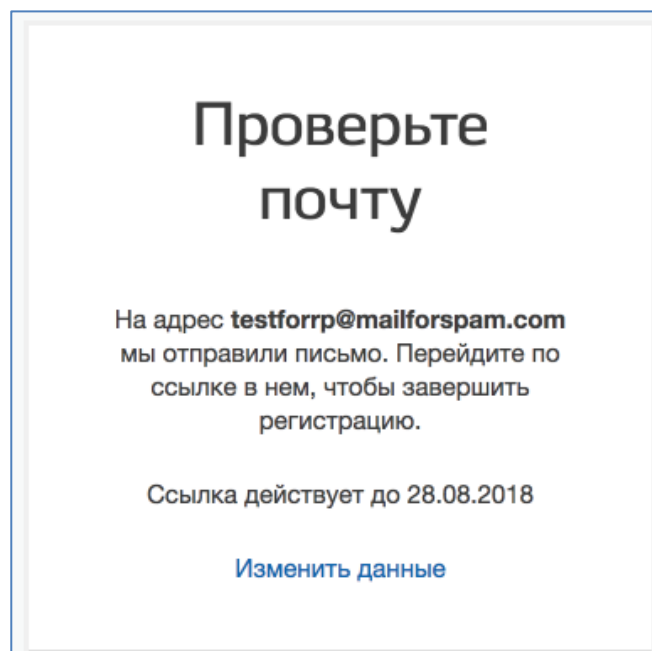 Проверьте
почту
На адрес testforrp@mailforspam.com
мы отправили письмо. Перейдите по
ссылке в нем, чтобы завершить
регистрацию.
Ссылка действует до 28.08.2018
Изменить данные